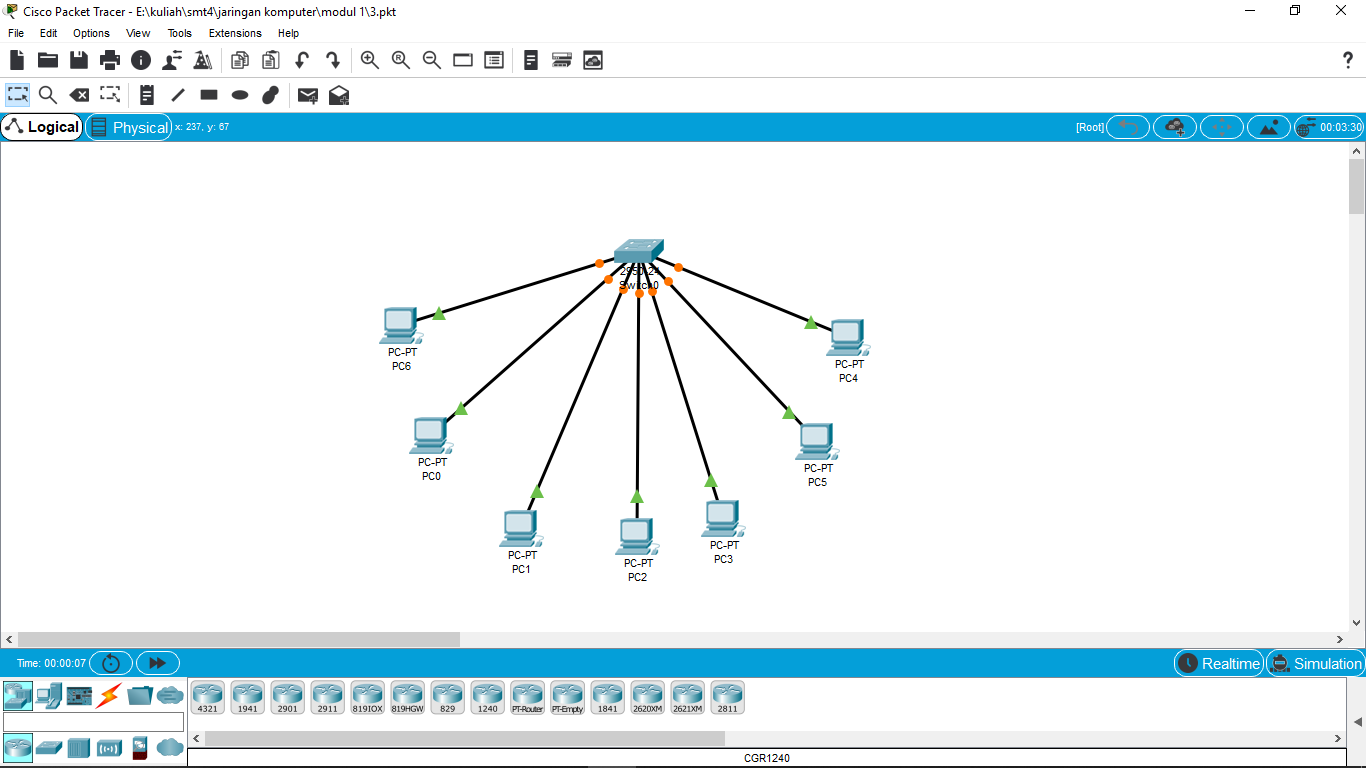 Cisco Packet Tracer - E:\kuliah\smt4\jaringan komputer\modul 1\3.pkt
File Edit Options View Tools Extensions Help
Logical Physical x: 237, y: 67 [Root] 00:03:30
2950-24
Switch0
PC-PT
PC6
PC-PT
PC4
PC-PT
PC0
PC-PT
PC5
PC-PT
PC1
PC-PT
PC2
PC-PT
PC3
Time: 00:00:07 Realtime Simulation
4321 1941 2901 2911 819IOX 819HGW 829 1240 PT-Router PT-Empty 1841 2620XM 2621XM 2811
CGR1240